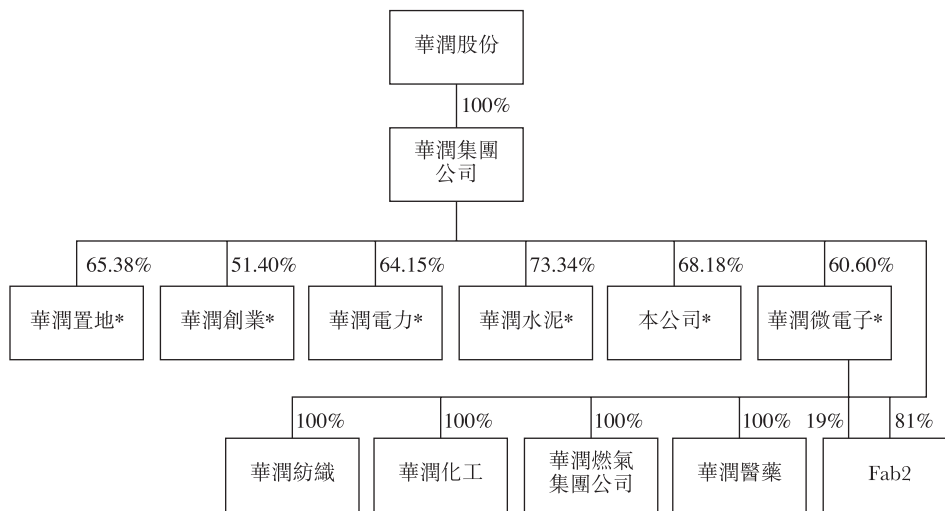 華潤股份
100%
華潤集團
公司
65.38%
51.40%
64.15%
73.34%
68.18%
60.60%
華潤置地*
華潤創業*
華潤電力*
華潤水泥*
本公司*
華潤微電子*
100%
100%
100%
100%
19%
81%
華潤紡織
華潤化工
華潤燃氣
集團公司
華潤醫藥
Fab2